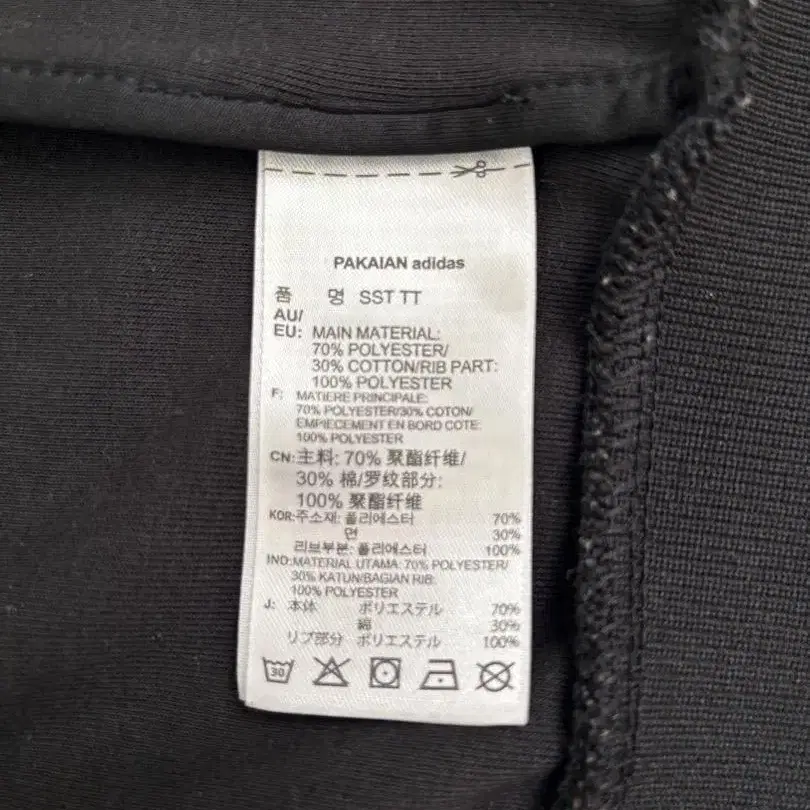 PAKAIAN adidas
품 명 SST TT
AU/
EU: MAIN MATERIAL:
70% POLYESTER/
30% COTTON/RIB PART:
100% POLYESTER
F: MATIERE PRINCIPALE:
70% POLYESTER/30% COTON/
EMPIECEMENT EN BORD COTE:
100% POLYESTER
CN:主料: 70% 聚酯纤维/
30% 棉/罗纹部分:
100% 聚酯纤维
KOR:주소재: 폴리에스터 70%
면 30%
리브부분: 폴리에스터 100%
IND:MATERIAL UTAMA: 70% POLYESTER/
30% KATUN/BAGIAN RIB:
100% POLYESTER
J: 本体 ポリエステル 70%
綿 30%
リブ部分 ポリエステル 100%
30